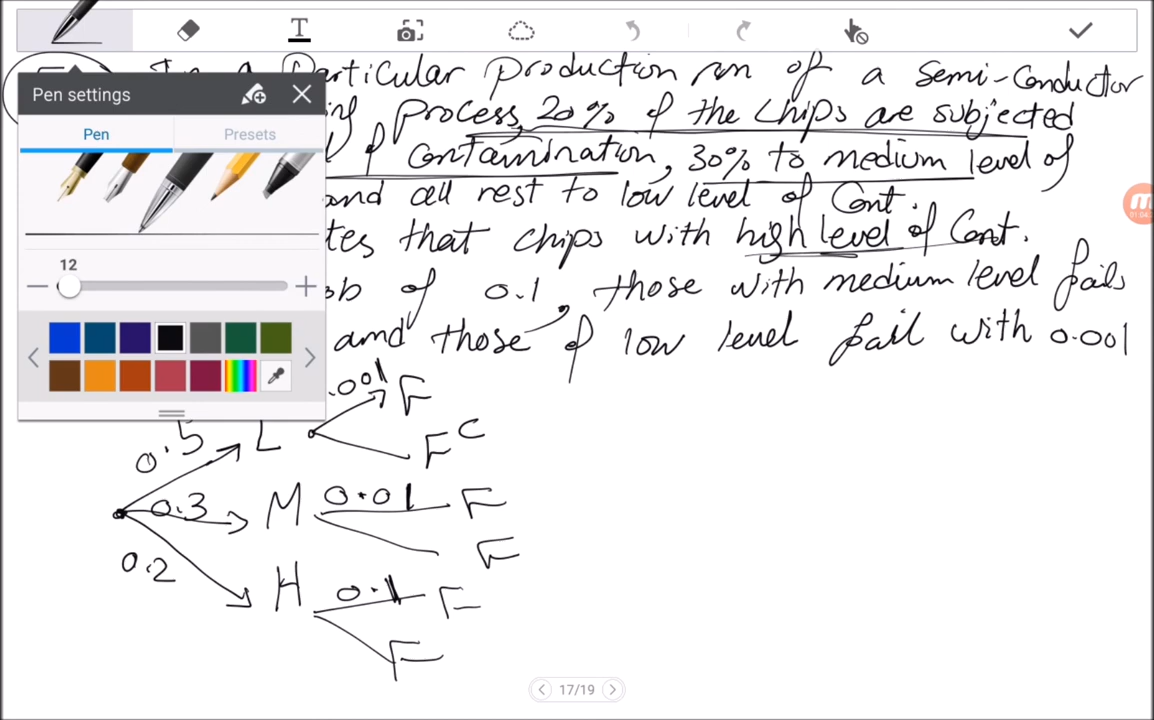 T
Pen settings
Pen
Presets
12
In a particular production run of a Semi-Conductor
process, 20% of the chips are subjected
of contamination, 30% to medium level of
and all rest to low level of Cont.
tes that chips with high level of Cont.
ob of 0.1, those with medium level fails
and those of low level fail with 0.001
0.5 L .001 F
F C
0.3 M 0.01 F
F
0.2 H 0.1 F
F
17/19